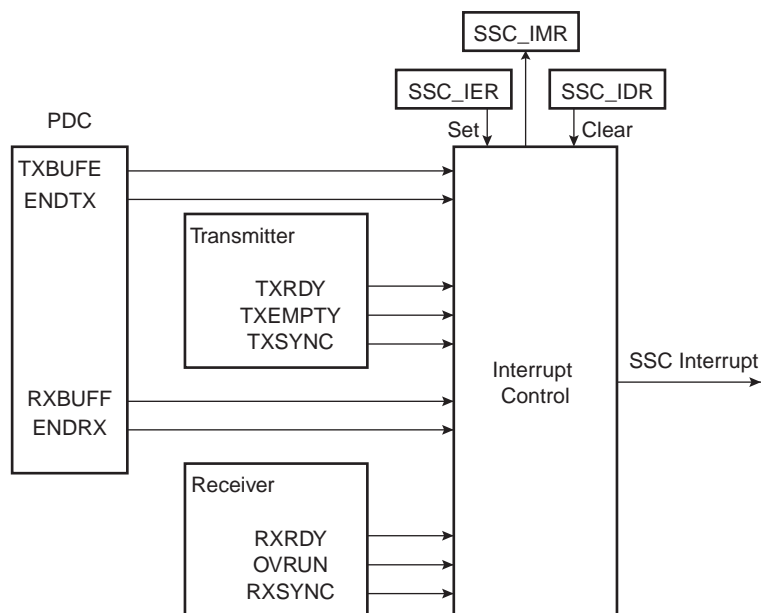 SSC_IMR
SSC_IER
SSC_IDR
PDC
Set
Clear
TXBUFE
ENDTX
Transmitter
TXRDY
TXEMPTY
TXSYNC
SSC Interrupt
Interrupt
Control
RXBUFF
ENDRX
Receiver
RXRDY
OVRUN
RXSYNC